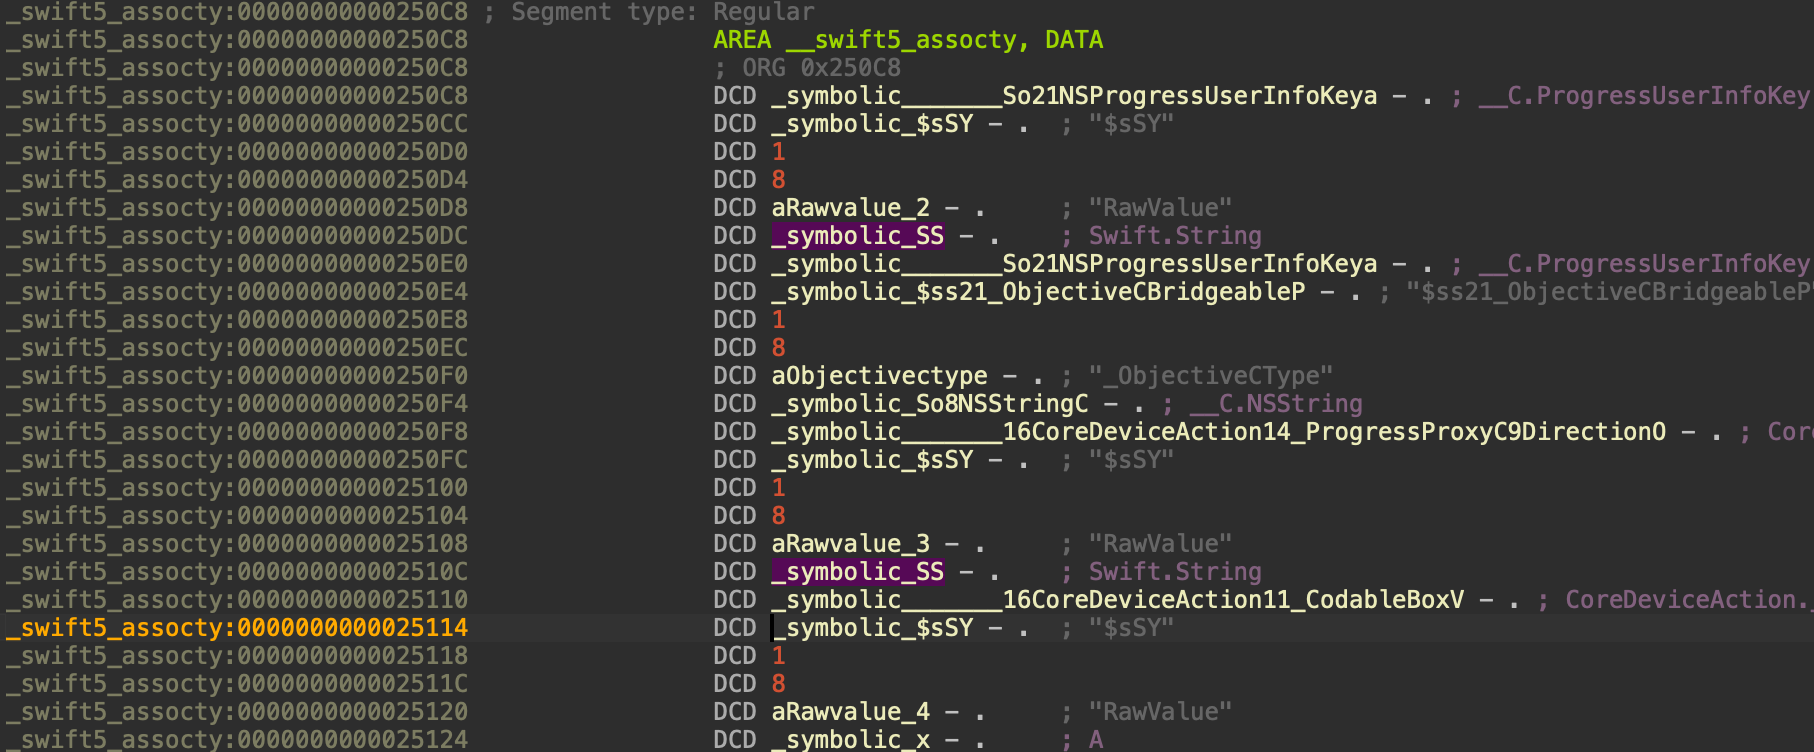 _swift5_assocty:00000000000250C8 ; Segment type: Regular
_swift5_assocty:00000000000250C8 AREA __swift5_assocty, DATA
_swift5_assocty:00000000000250C8 ; ORG 0x250C8
_swift5_assocty:00000000000250C8 DCD _symbolic_______So21NSProgressUserInfoKeya - . ; __C.ProgressUserInfoKey
_swift5_assocty:00000000000250CC DCD _symbolic_$sSY - . ; "$sSY"
_swift5_assocty:00000000000250D0 DCD 1
_swift5_assocty:00000000000250D4 DCD 8
_swift5_assocty:00000000000250D8 DCD aRawvalue_2 - . ; "RawValue"
_swift5_assocty:00000000000250DC DCD _symbolic_SS - . ; Swift.String
_swift5_assocty:00000000000250E0 DCD _symbolic_______So21NSProgressUserInfoKeya - . ; __C.ProgressUserInfoKey
_swift5_assocty:00000000000250E4 DCD _symbolic_$ss21_ObjectiveCBridgeableP - . ; "$ss21_ObjectiveCBridgeableP"
_swift5_assocty:00000000000250E8 DCD 1
_swift5_assocty:00000000000250EC DCD 8
_swift5_assocty:00000000000250F0 DCD aObjectivectype - . ; "_ObjectiveCType"
_swift5_assocty:00000000000250F4 DCD _symbolic_So8NSStringC - . ; __C.NSString
_swift5_assocty:00000000000250F8 DCD _symbolic_______16CoreDeviceAction14_ProgressProxyC9DirectionO - . ; Core
_swift5_assocty:00000000000250FC DCD _symbolic_$sSY - . ; "$sSY"
_swift5_assocty:0000000000025100 DCD 1
_swift5_assocty:0000000000025104 DCD 8
_swift5_assocty:0000000000025108 DCD aRawvalue_3 - . ; "RawValue"
_swift5_assocty:000000000002510C DCD _symbolic_SS - . ; Swift.String
_swift5_assocty:0000000000025110 DCD _symbolic_______16CoreDeviceAction11_CodableBoxV - . ; CoreDeviceAction._
_swift5_assocty:0000000000025114 DCD _symbolic_$sSY - . ; "$sSY"
_swift5_assocty:0000000000025118 DCD 1
_swift5_assocty:000000000002511C DCD 8
_swift5_assocty:0000000000025120 DCD aRawvalue_4 - . ; "RawValue"
_swift5_assocty:0000000000025124 DCD _symbolic_x - . ; A